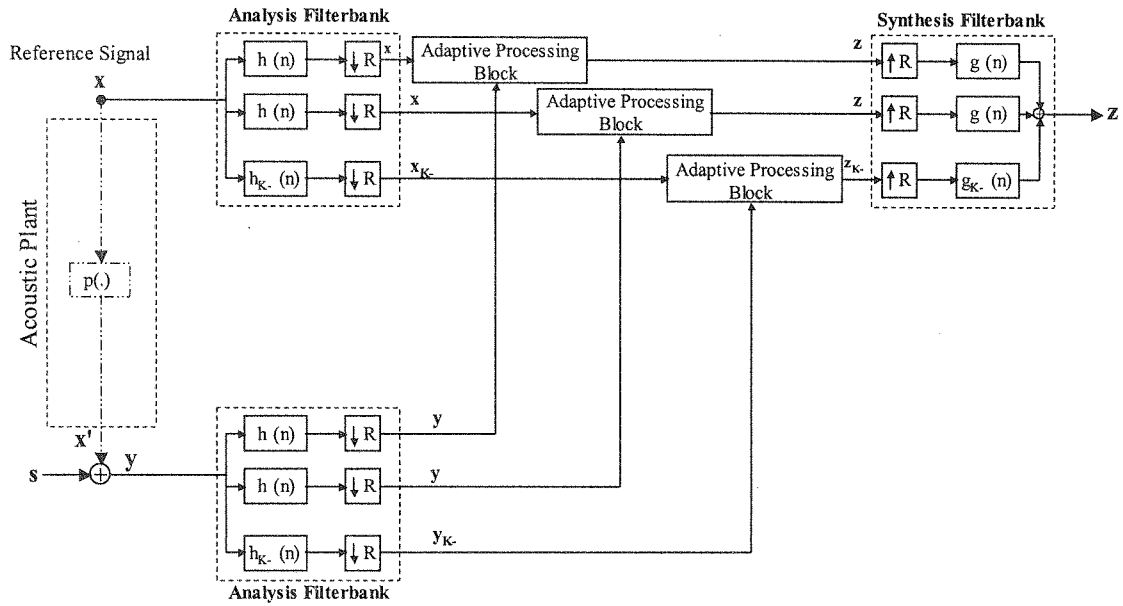 Analysis Filterbank
Synthesis Filterbank
Reference Signal
x
h (n)
↓ R
x
Adaptive Processing
Block
z
↑ R
g (n)
h (n)
↓ R
x
Adaptive Processing
Block
z
↑ R
g (n)
z
h_K- (n)
↓ R
x_K-
Adaptive Processing
Block
z_K-
↑ R
g_K- (n)
Acoustic Plant
p(.)
x'
s
+
y
h (n)
↓ R
y
h (n)
↓ R
y
h_K- (n)
↓ R
y_K-
Analysis Filterbank